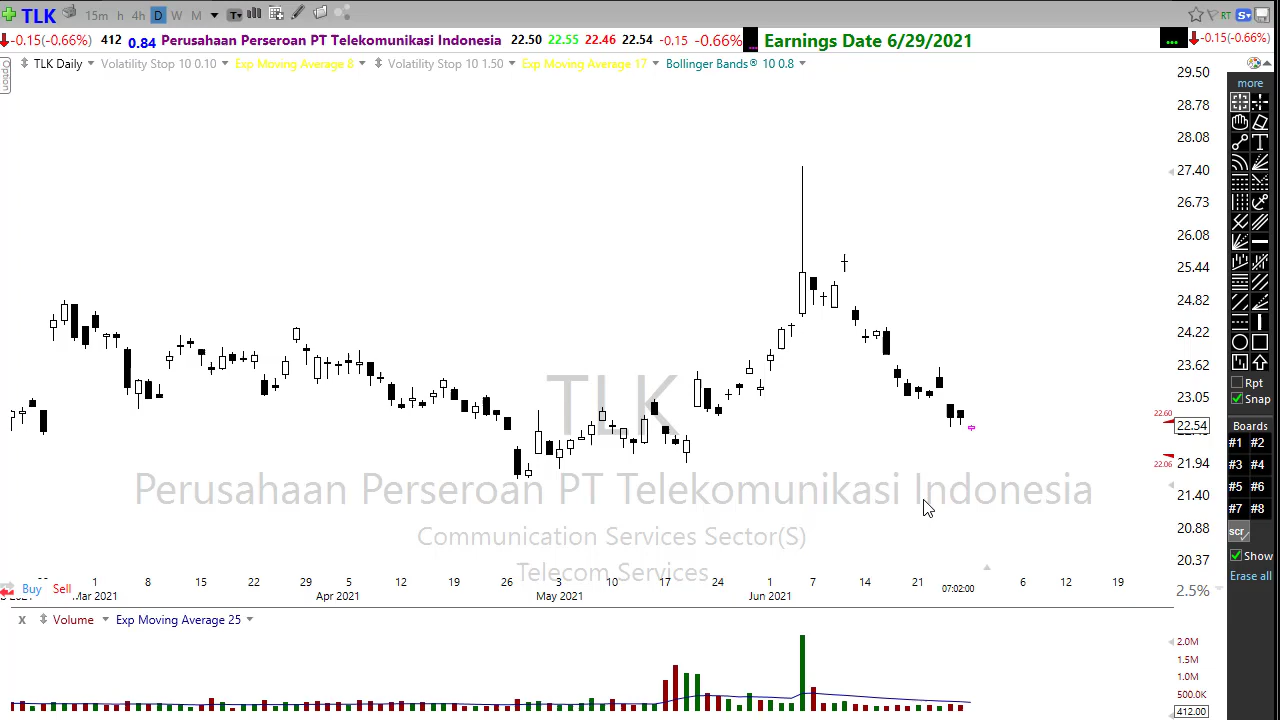 TLK 15m h 4h D W M T RT S
-0.15(-0.66%) 412 0.84 Perusahaan Perseroan PT Telekomunikasi Indonesia 22.50 22.55 22.46 22.54 -0.15 -0.66% ... Earnings Date 6/29/2021 ... -0.15(-0.66%)
Option
TLK Daily Volatility Stop 10 0.10 Exp Moving Average 8 Volatility Stop 10 1.50 Exp Moving Average 17 Bollinger Bands® 10 0.8
29.50
28.78
28.08
27.40
26.73
26.08
25.44
24.82
24.22
23.62
23.05
22.60
22.54
22.06
21.94
21.40
20.88
20.37
2.5%
TLK
Perusahaan Perseroan PT Telekomunikasi Indonesia
Communication Services Sector(S)
Telecom Services
1 8 15 22 29 5 12 19 26 3 10 17 24 1 7 14 21 07:02:00 6 12 19
Mar 2021 Apr 2021 May 2021 Jun 2021
Buy Sell
X Volume Exp Moving Average 25
2.0M
1.5M
1.0M
500.0K
412.00
more
T
Rpt
Snap
Boards
#1 #2
#3 #4
#5 #6
#7 #8
scr
Show
Erase all